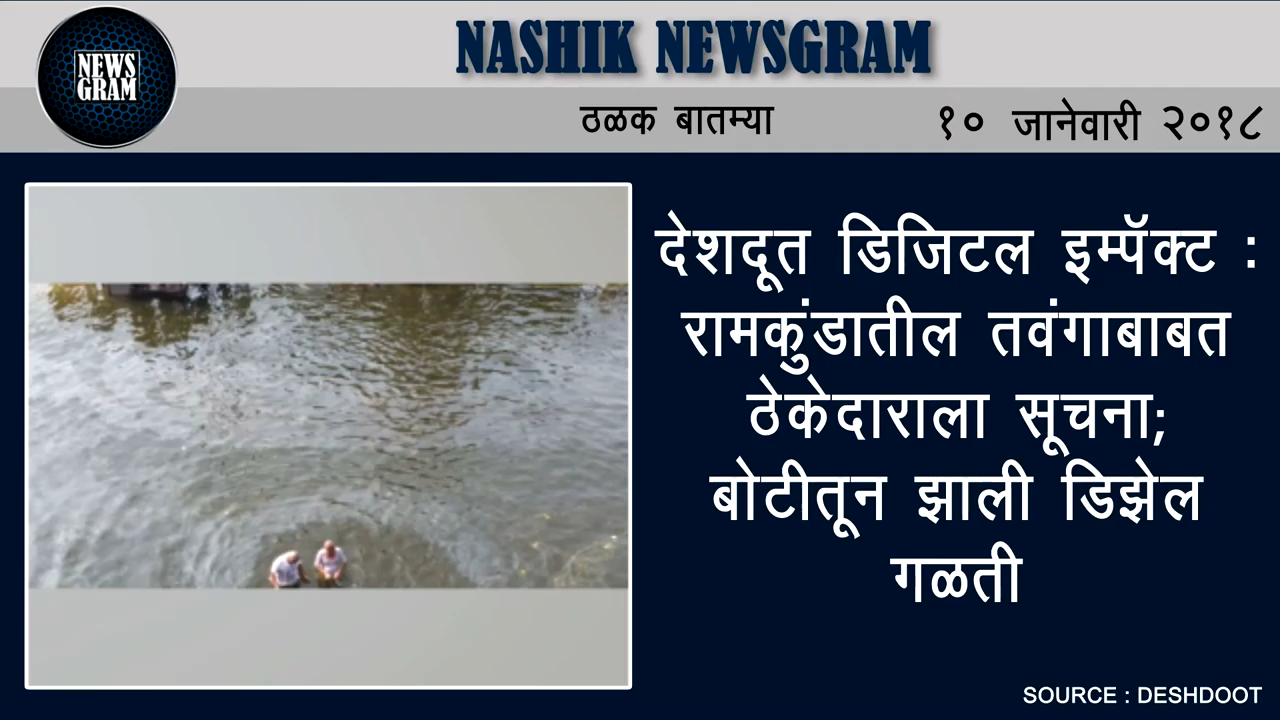 NEWS
GRAM
NASHIK NEWSGRAM
ठळक बातम्या
१० जानेवारी २०१८
देशदूत डिजिटल इम्पॅक्ट :
रामकुंडातील तवंगाबाबत
ठेकेदाराला सूचना;
बोटीतून झाली डिझेल
गळती
SOURCE : DESHDOOT